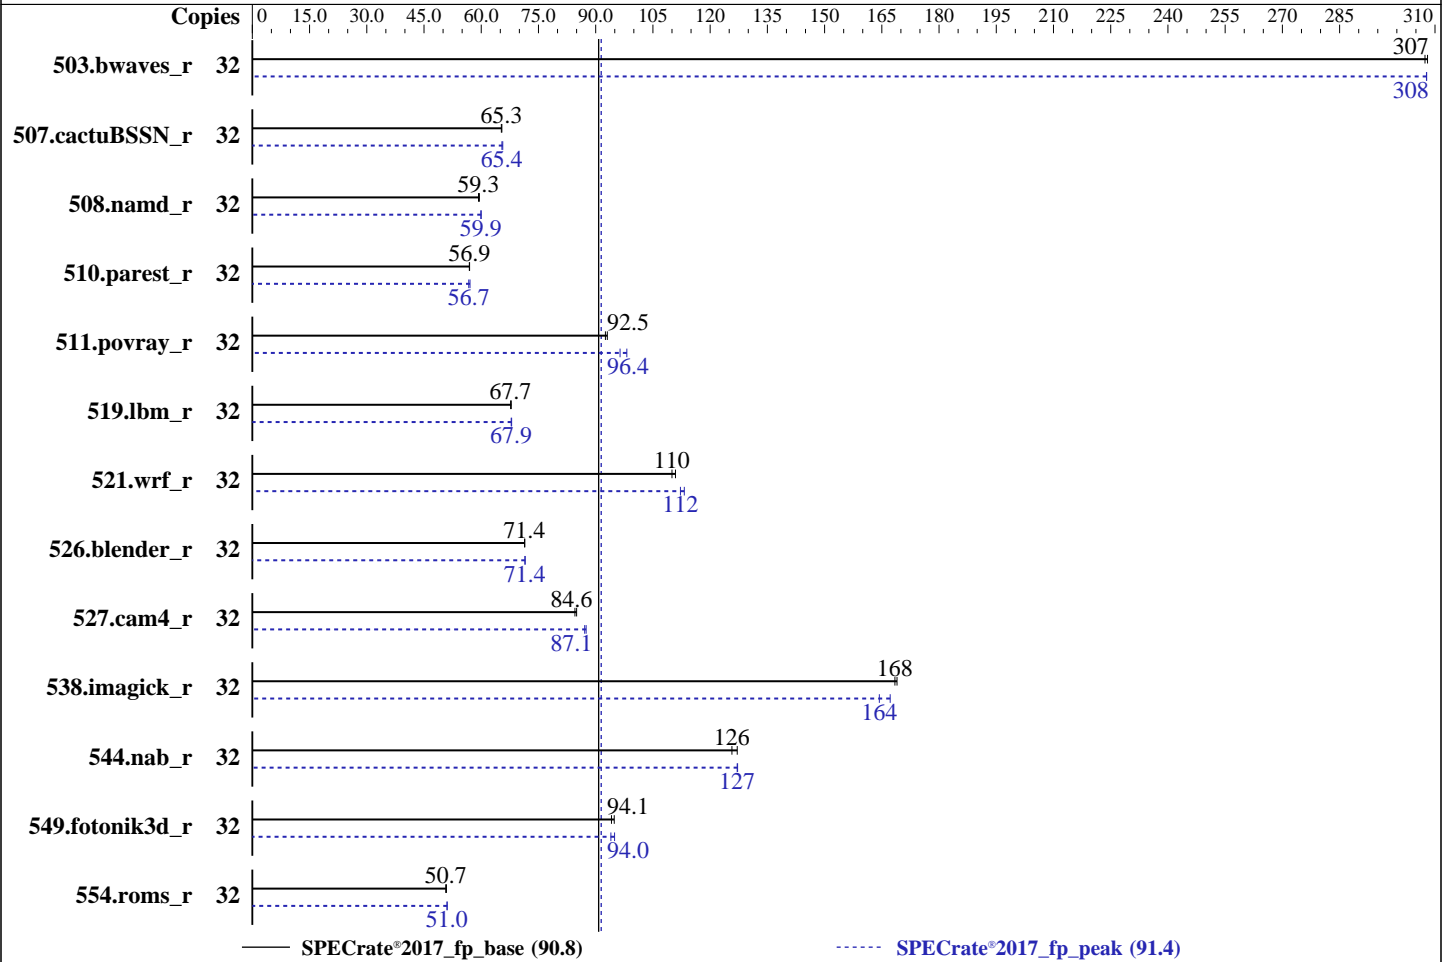 Copies 0 15.0 30.0 45.0 60.0 75.0 90.0 105 120 135 150 165 180 195 210 225 240 255 270 285 310
307
503.bwaves_r 32
308
65.3
507.cactuBSSN_r 32
65.4
59.3
508.namd_r 32
59.9
56.9
510.parest_r 32
56.7
92.5
511.povray_r 32
96.4
67.7
519.lbm_r 32
67.9
110
521.wrf_r 32
112
71.4
526.blender_r 32
71.4
84.6
527.cam4_r 32
87.1
168
538.imagick_r 32
164
126
544.nab_r 32
127
94.1
549.fotonik3d_r 32
94.0
50.7
554.roms_r 32
51.0
SPECrate®2017_fp_base (90.8) SPECrate®2017_fp_peak (91.4)